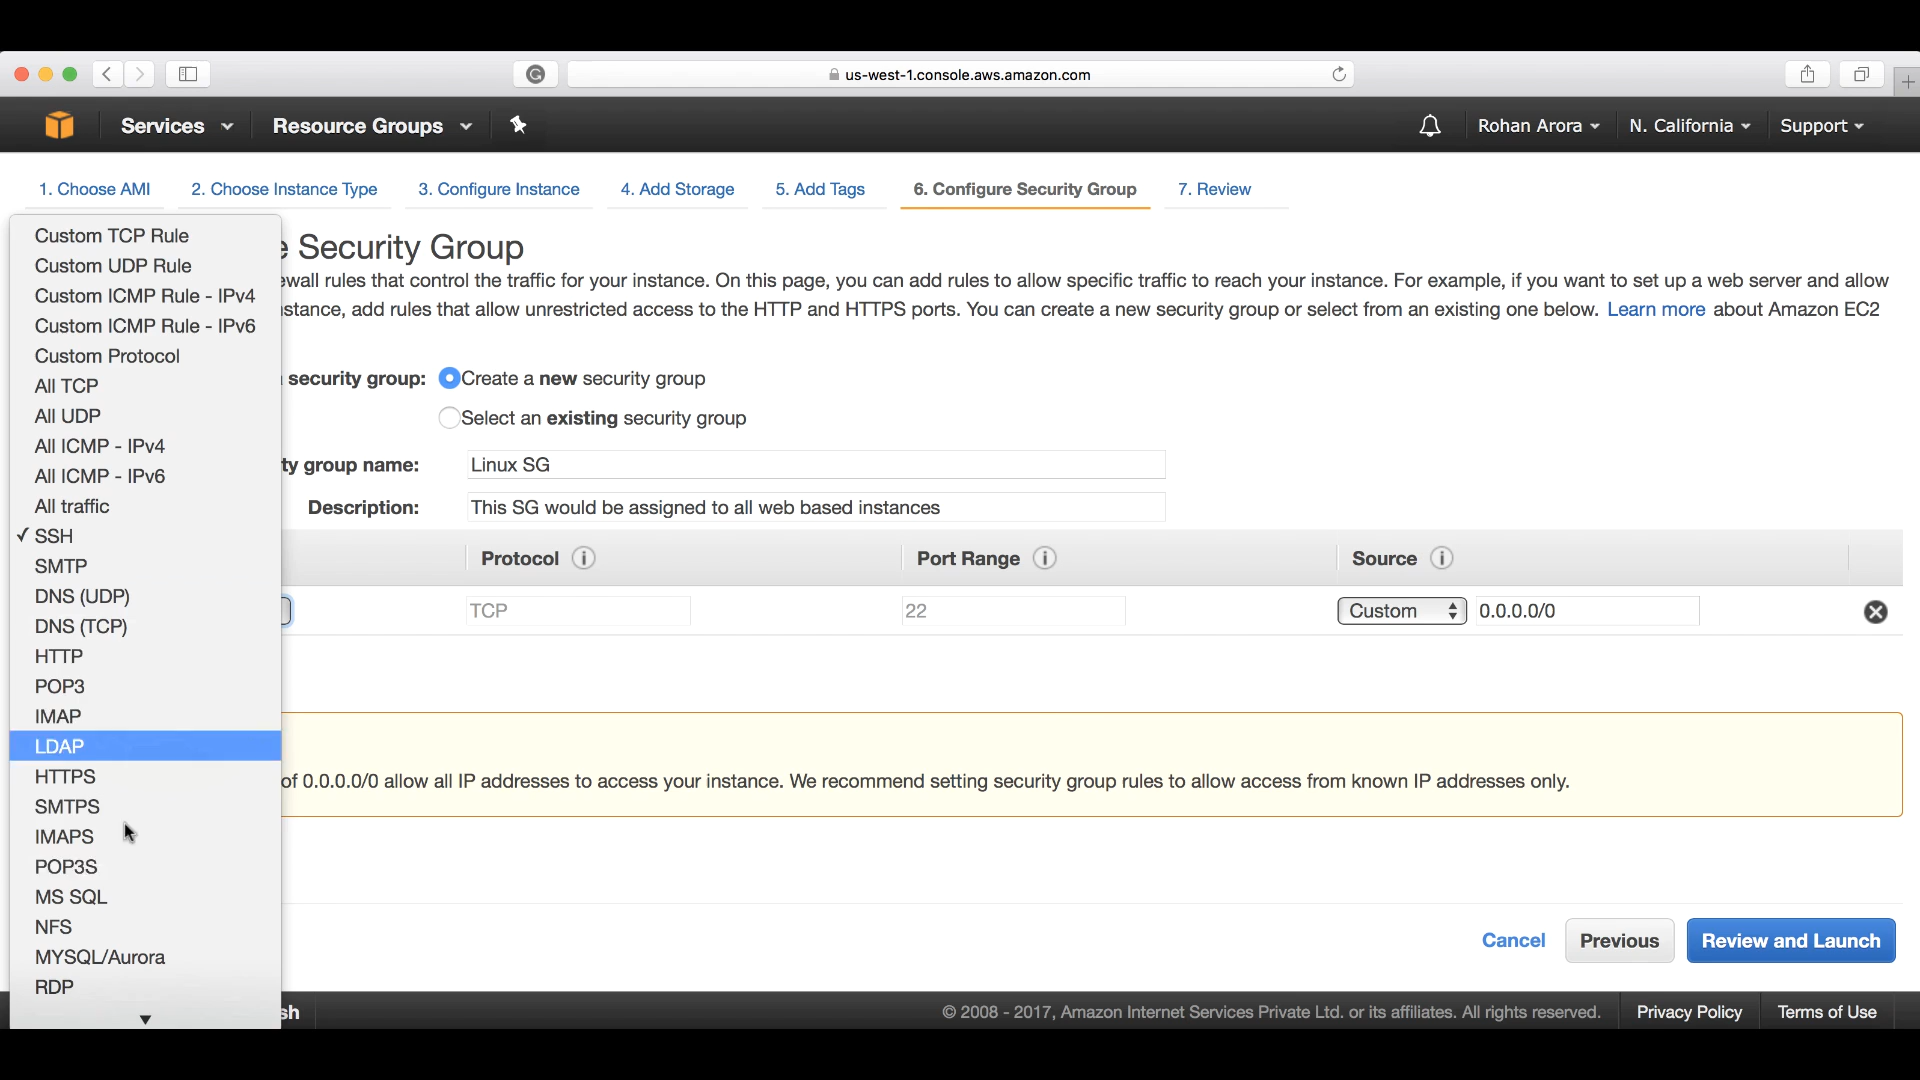 us-west-1.console.aws.amazon.com
Services
Resource Groups
Rohan Arora
N. California
Support
1. Choose AMI
2. Choose Instance Type
3. Configure Instance
4. Add Storage
5. Add Tags
6. Configure Security Group
7. Review
Custom TCP Rule
Custom UDP Rule
Custom ICMP Rule - IPv4
Custom ICMP Rule - IPv6
Custom Protocol
All TCP
All UDP
All ICMP - IPv4
All ICMP - IPv6
All traffic
✓ SSH
SMTP
DNS (UDP)
DNS (TCP)
HTTP
POP3
IMAP
LDAP
HTTPS
SMTPS
IMAPS
POP3S
MS SQL
NFS
MYSQL/Aurora
RDP
e Security Group
ewall rules that control the traffic for your instance. On this page, you can add rules to allow specific traffic to reach your instance. For example, if you want to set up a web server and allow
stance, add rules that allow unrestricted access to the HTTP and HTTPS ports. You can create a new security group or select from an existing one below. Learn more about Amazon EC2
security group: Create a new security group
Select an existing security group
ty group name: Linux SG
Description: This SG would be assigned to all web based instances
Protocol i
Port Range i
Source i
TCP
22
Custom
0.0.0.0/0
of 0.0.0.0/0 allow all IP addresses to access your instance. We recommend setting security group rules to allow access from known IP addresses only.
Cancel
Previous
Review and Launch
sh
© 2008 - 2017, Amazon Internet Services Private Ltd. or its affiliates. All rights reserved.
Privacy Policy
Terms of Use